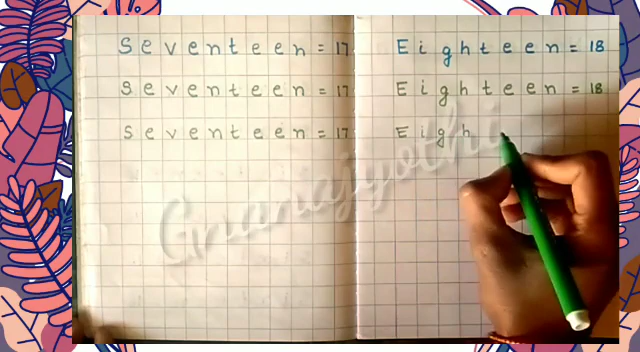 Seventeen = 17
Seventeen = 17
Seventeen = 17
Eighteen = 18
Eighteen = 18
Eigh
Gnanajyothi